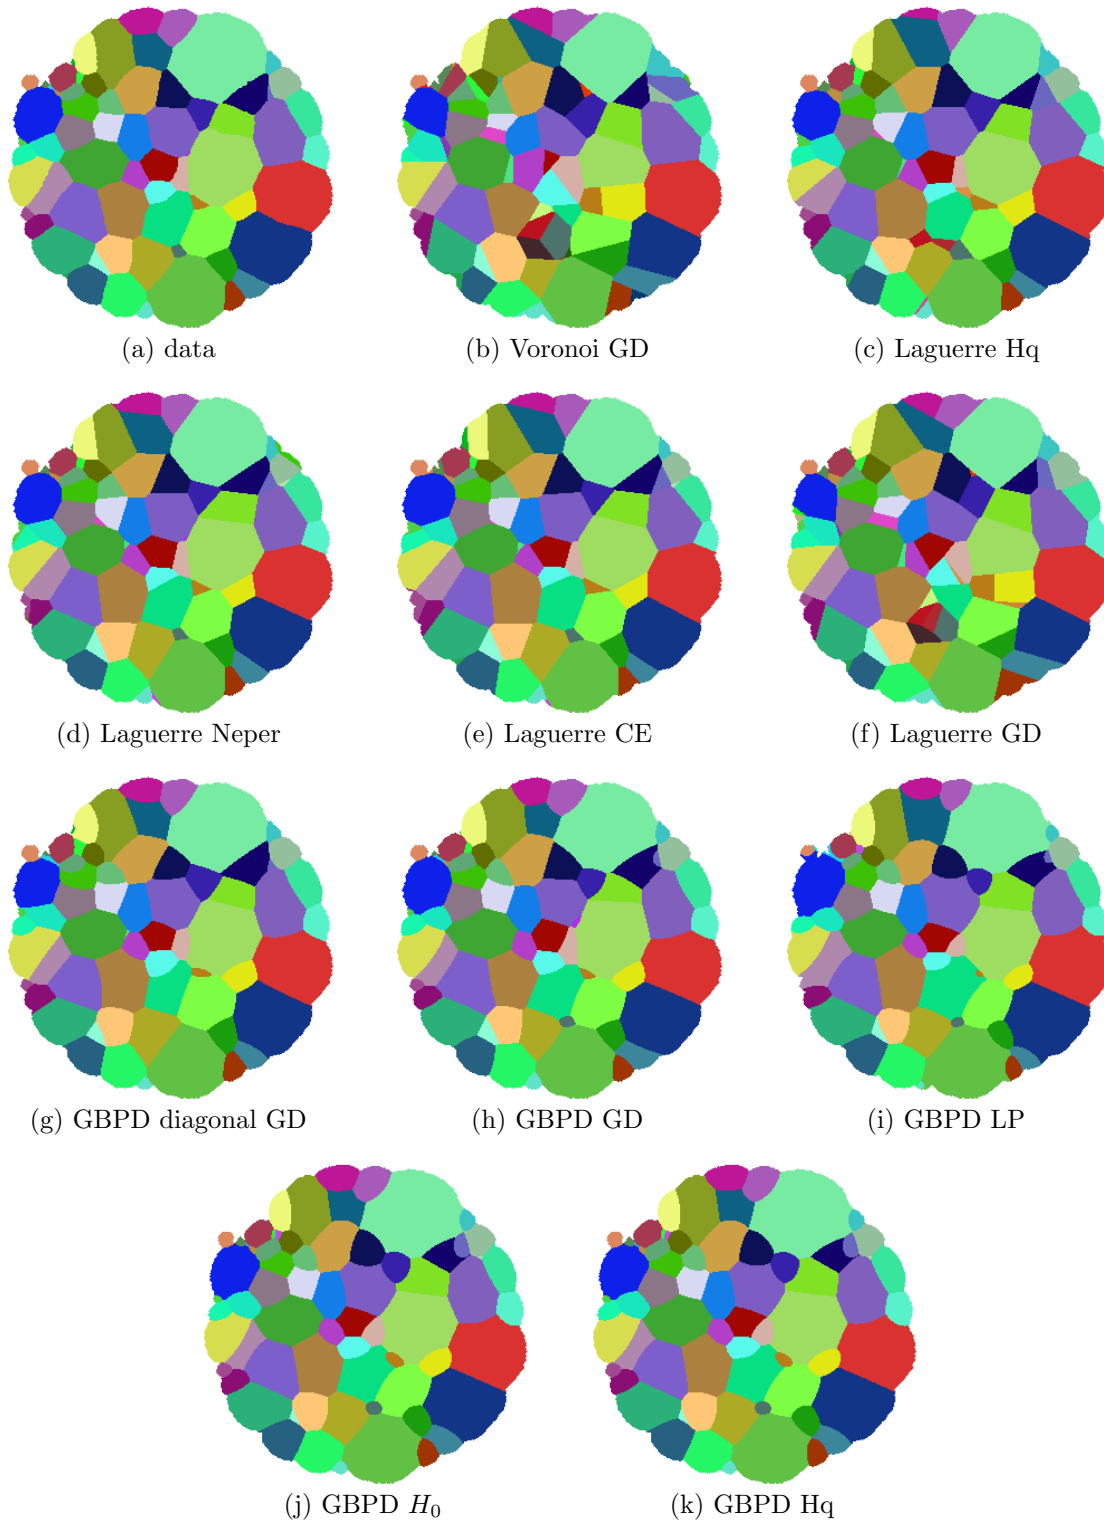 (a) data
(b) Voronoi GD
(c) Laguerre Hq
(d) Laguerre Neper
(e) Laguerre CE
(f) Laguerre GD
(g) GBPD diagonal GD
(h) GBPD GD
(i) GBPD LP
(j) GBPD H₀
(k) GBPD Hq